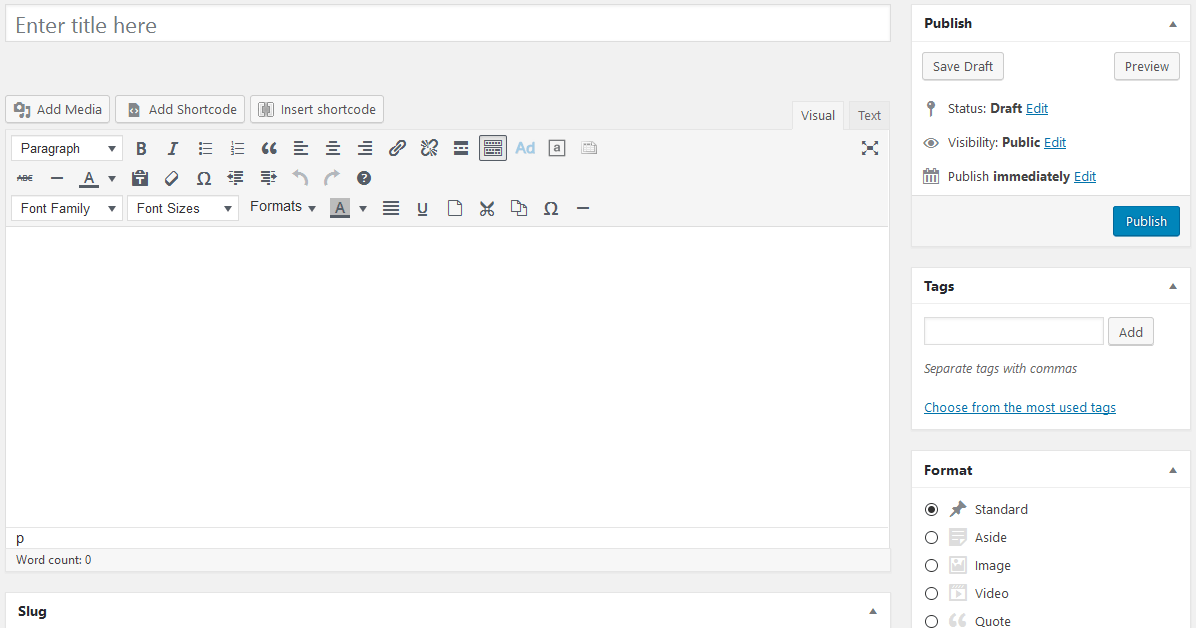 Enter title here
Add Media Add Shortcode Insert shortcode
Visual Text
Paragraph B I Ad a
ABC A Ω
Font Family Font Sizes Formats A U Ω
p
Word count: 0
Slug
Publish
Save Draft Preview
Status: Draft Edit
Visibility: Public Edit
Publish immediately Edit
Publish
Tags
Add
Separate tags with commas
Choose from the most used tags
Format
Standard
Aside
Image
Video
Quote